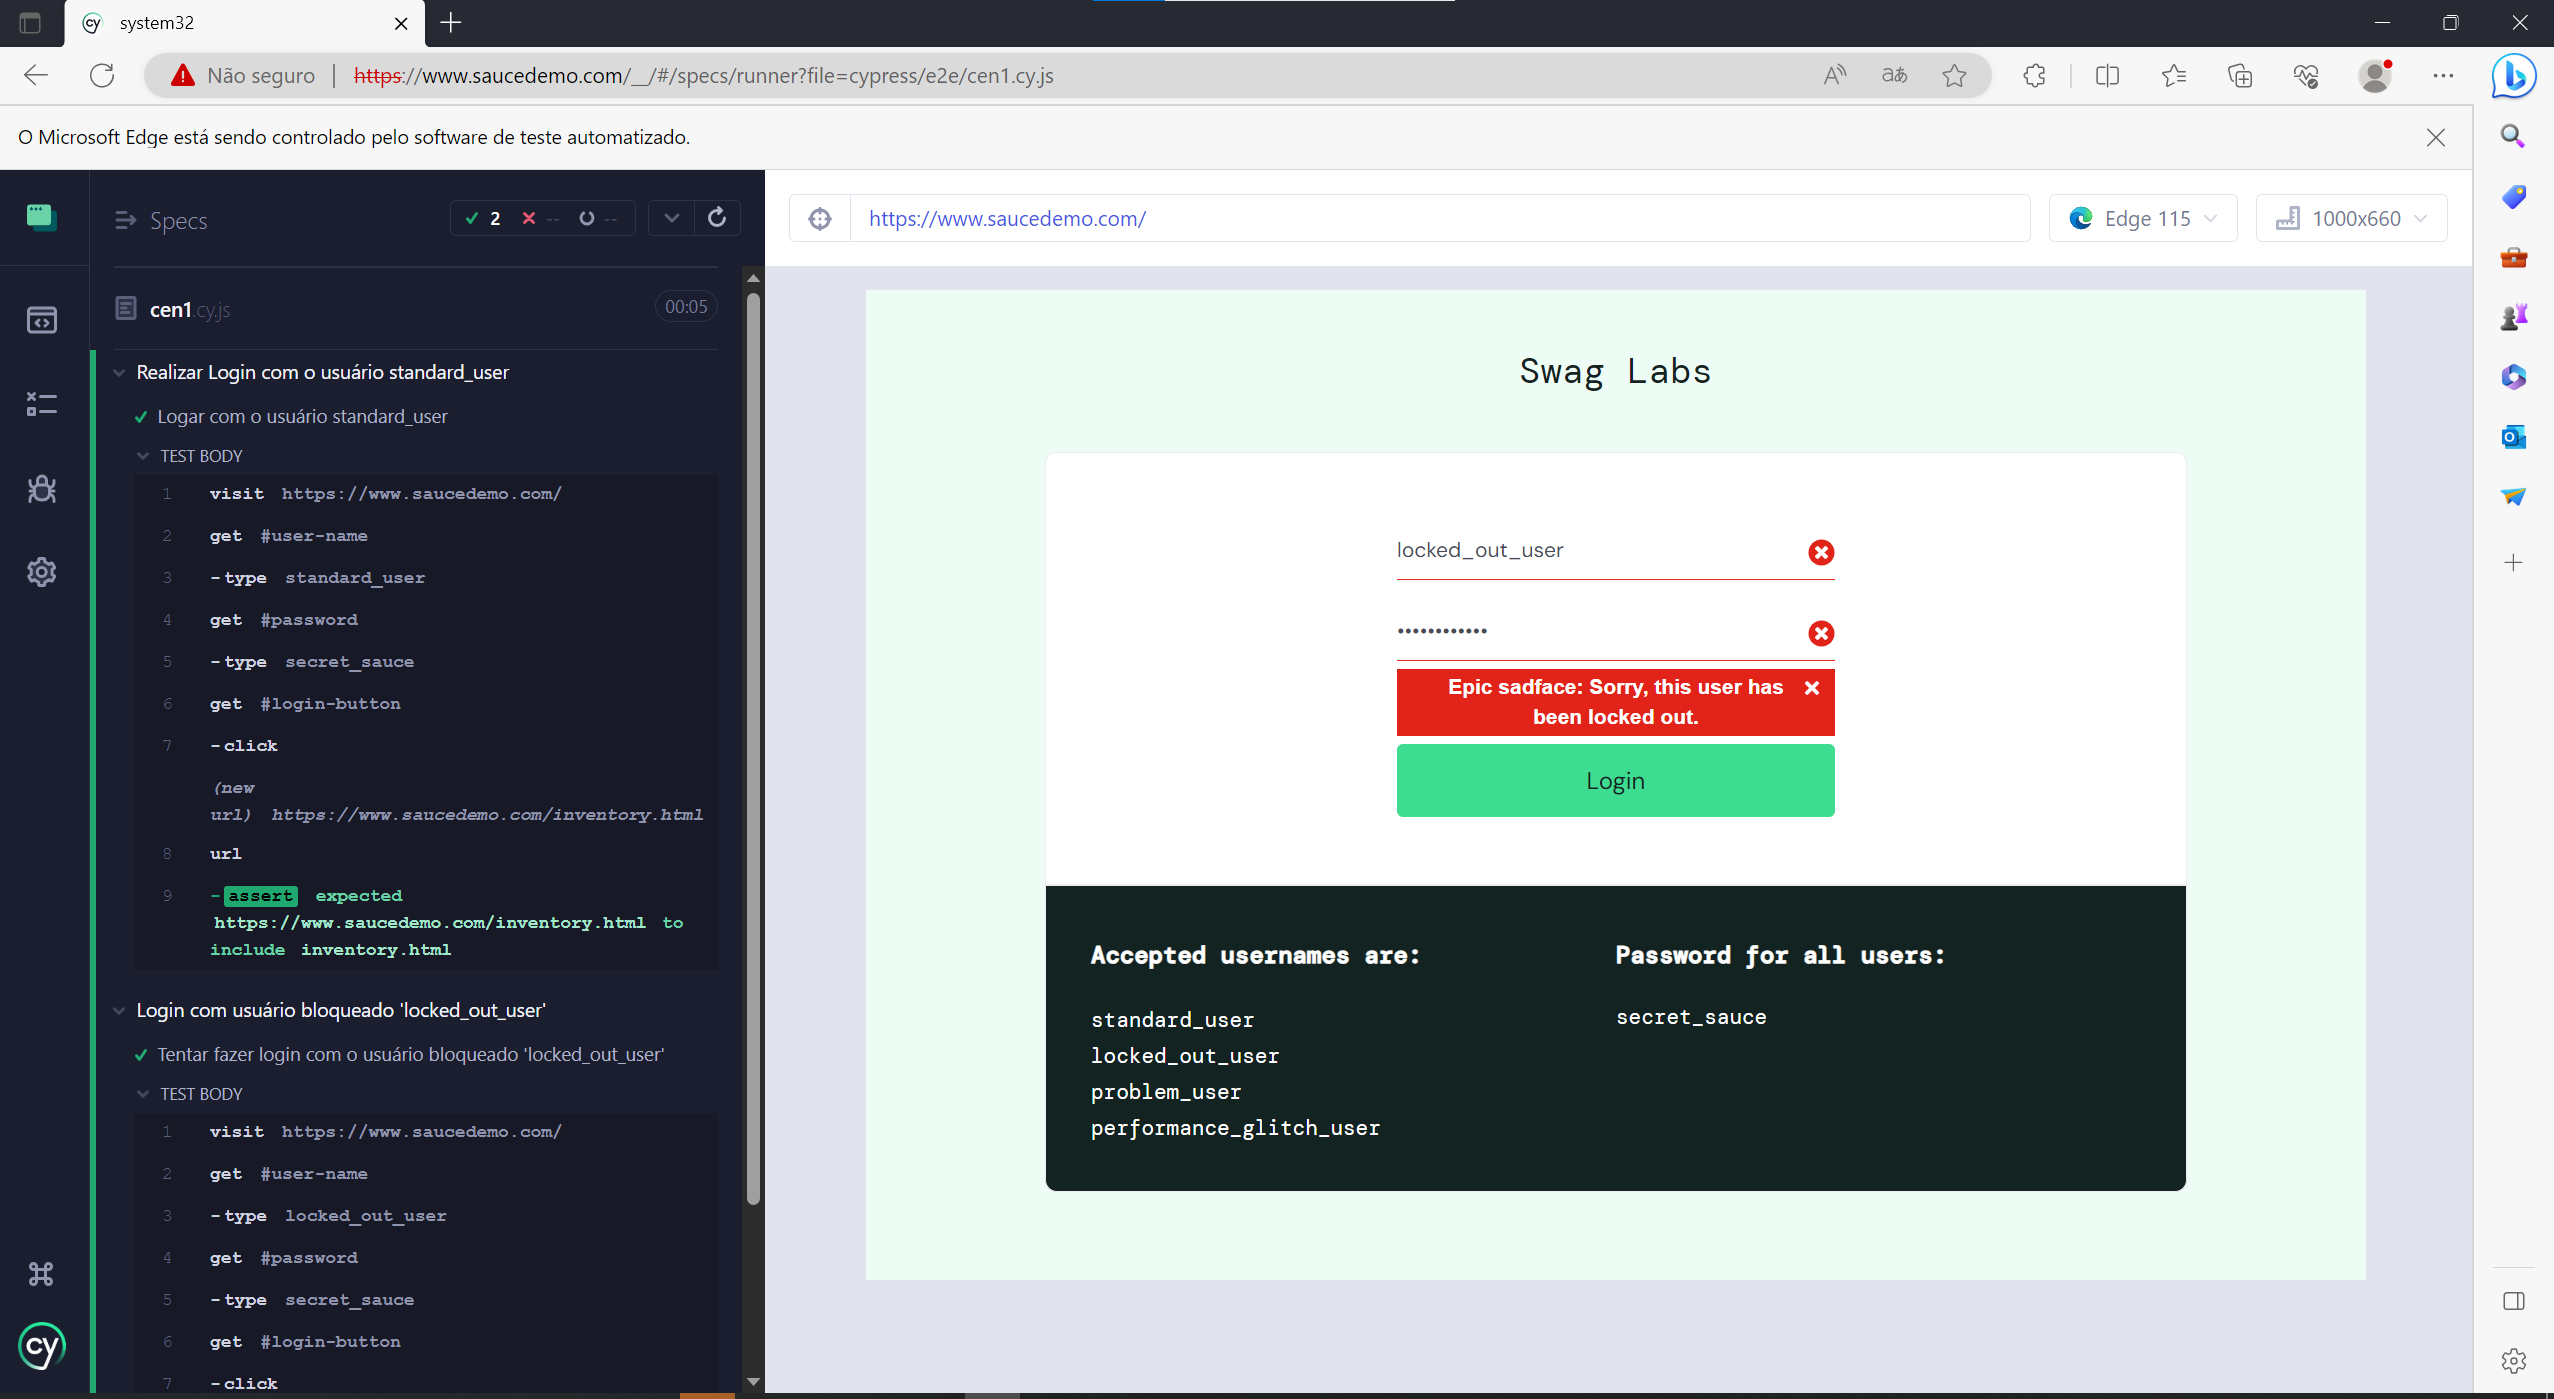 system32
Não seguro
https://www.saucedemo.com/__/#/specs/runner?file=cypress/e2e/cen1.cy.js
O Microsoft Edge está sendo controlado pelo software de teste automatizado.
Specs
2 -- --
https://www.saucedemo.com/
Edge 115
1000x660
cen1.cy.js
00:05
Realizar Login com o usuário standard_user
Logar com o usuário standard_user
TEST BODY
1 visit https://www.saucedemo.com/
2 get #user-name
3 -type standard_user
4 get #password
5 -type secret_sauce
6 get #login-button
7 -click
(new
url) https://www.saucedemo.com/inventory.html
8 url
9 -assert expected
https://www.saucedemo.com/inventory.html to
include inventory.html
Login com usuário bloqueado 'locked_out_user'
Tentar fazer login com o usuário bloqueado 'locked_out_user'
TEST BODY
1 visit https://www.saucedemo.com/
2 get #user-name
3 -type locked_out_user
4 get #password
5 -type secret_sauce
6 get #login-button
7 -click
cy
Swag Labs
locked_out_user
••••••••••••
Epic sadface: Sorry, this user has
been locked out.
Login
Accepted usernames are:
standard_user
locked_out_user
problem_user
performance_glitch_user
Password for all users:
secret_sauce